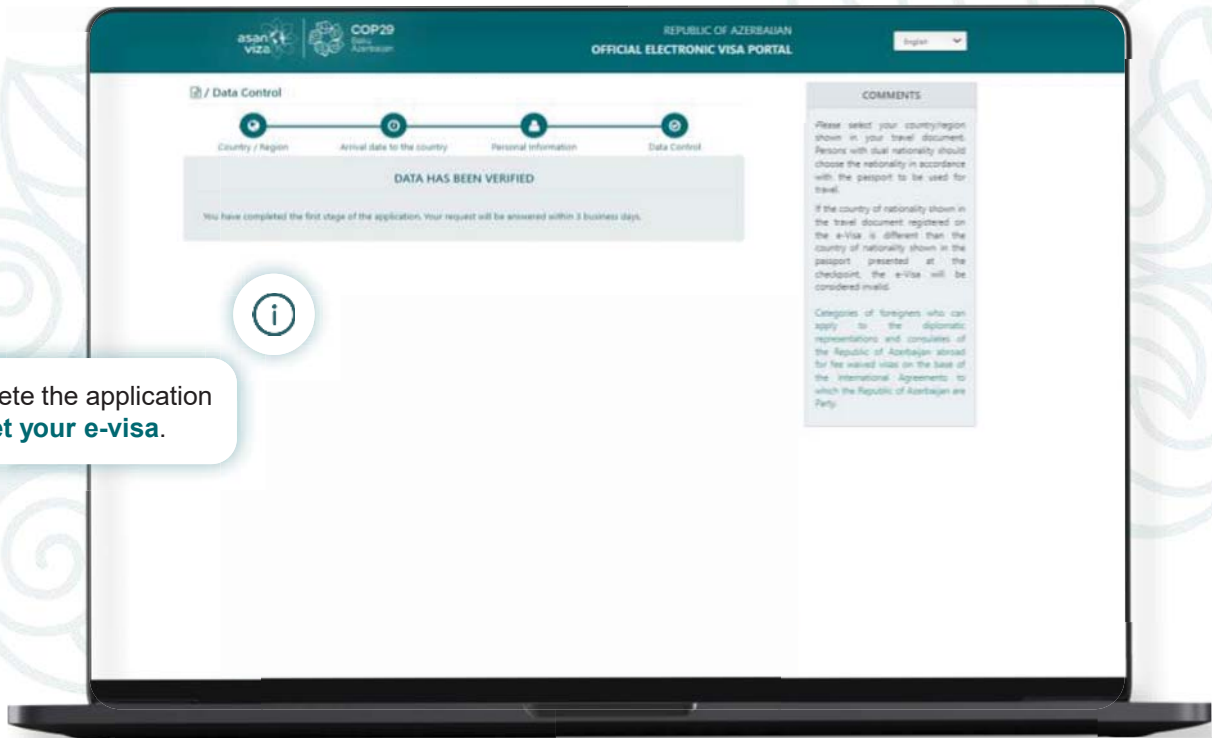 asan
viza
COP29
Baku
Azerbaijan
REPUBLIC OF AZERBAIJAN
OFFICIAL ELECTRONIC VISA PORTAL
English
/ Data Control
Country / Region
Arrival date to the country
Personal Information
Data Control
DATA HAS BEEN VERIFIED
You have completed the first stage of the application. Your request will be answered within 3 business days.
COMMENTS
Please select your country/region
shown in your travel document.
Persons with dual nationality should
choose the nationality in accordance
with the passport to be used for
travel.
If the country of nationality shown in
the travel document registered on
the e-Visa is different than the
country of nationality shown in the
passport presented at the
checkpoint, the e-Visa will be
considered invalid.
Categories of foreigners who can
apply to the diplomatic
representations and consulates of
the Republic of Azerbaijan abroad
for fee waived visas on the base of
the International Agreements to
which the Republic of Azerbaijan are
Party.
ete the application
et your e-visa.